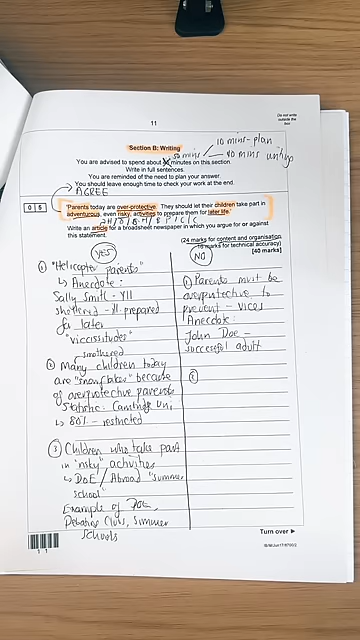 11
Do not write
outside the
box
Section B: Writing
10 mins - plan
You are advised to spend about 45 minutes on this section.
50 mins
40 mins writing
Write in full sentences.
You are reminded of the need to plan your answer.
You should leave enough time to check your work at the end.
AGREE
0 5
'Parents today are over-protective. They should let their children take part in
adventurous, even risky, activities to prepare them for later life.'
Write an article for a broadsheet newspaper in which you argue for or against
this statement.
(24 marks for content and organisation
16 marks for technical accuracy)
[40 marks]
YES
NO
① "Helicopter parents"
↳ Anecdote:
Sally Smith - Y11
sheltered - ill-prepared
for later
"viccissitudes"
smothered
② Many children today
are "snowflakes" because
of overprotective parents
Statistic: Cambridge Uni
↳ 80% - restricted
③ Children who take part
in "risky" activities
↳ DoE / Abroad "summer
school"
Example of DoE,
Debating Clubs, Summer
Schools
① Parents must be
overprotective to
prevent - vices
Anecdote:
John Doe -
successful adult
②
Turn over ►
1 1
IB/M/Jun17/8700/2